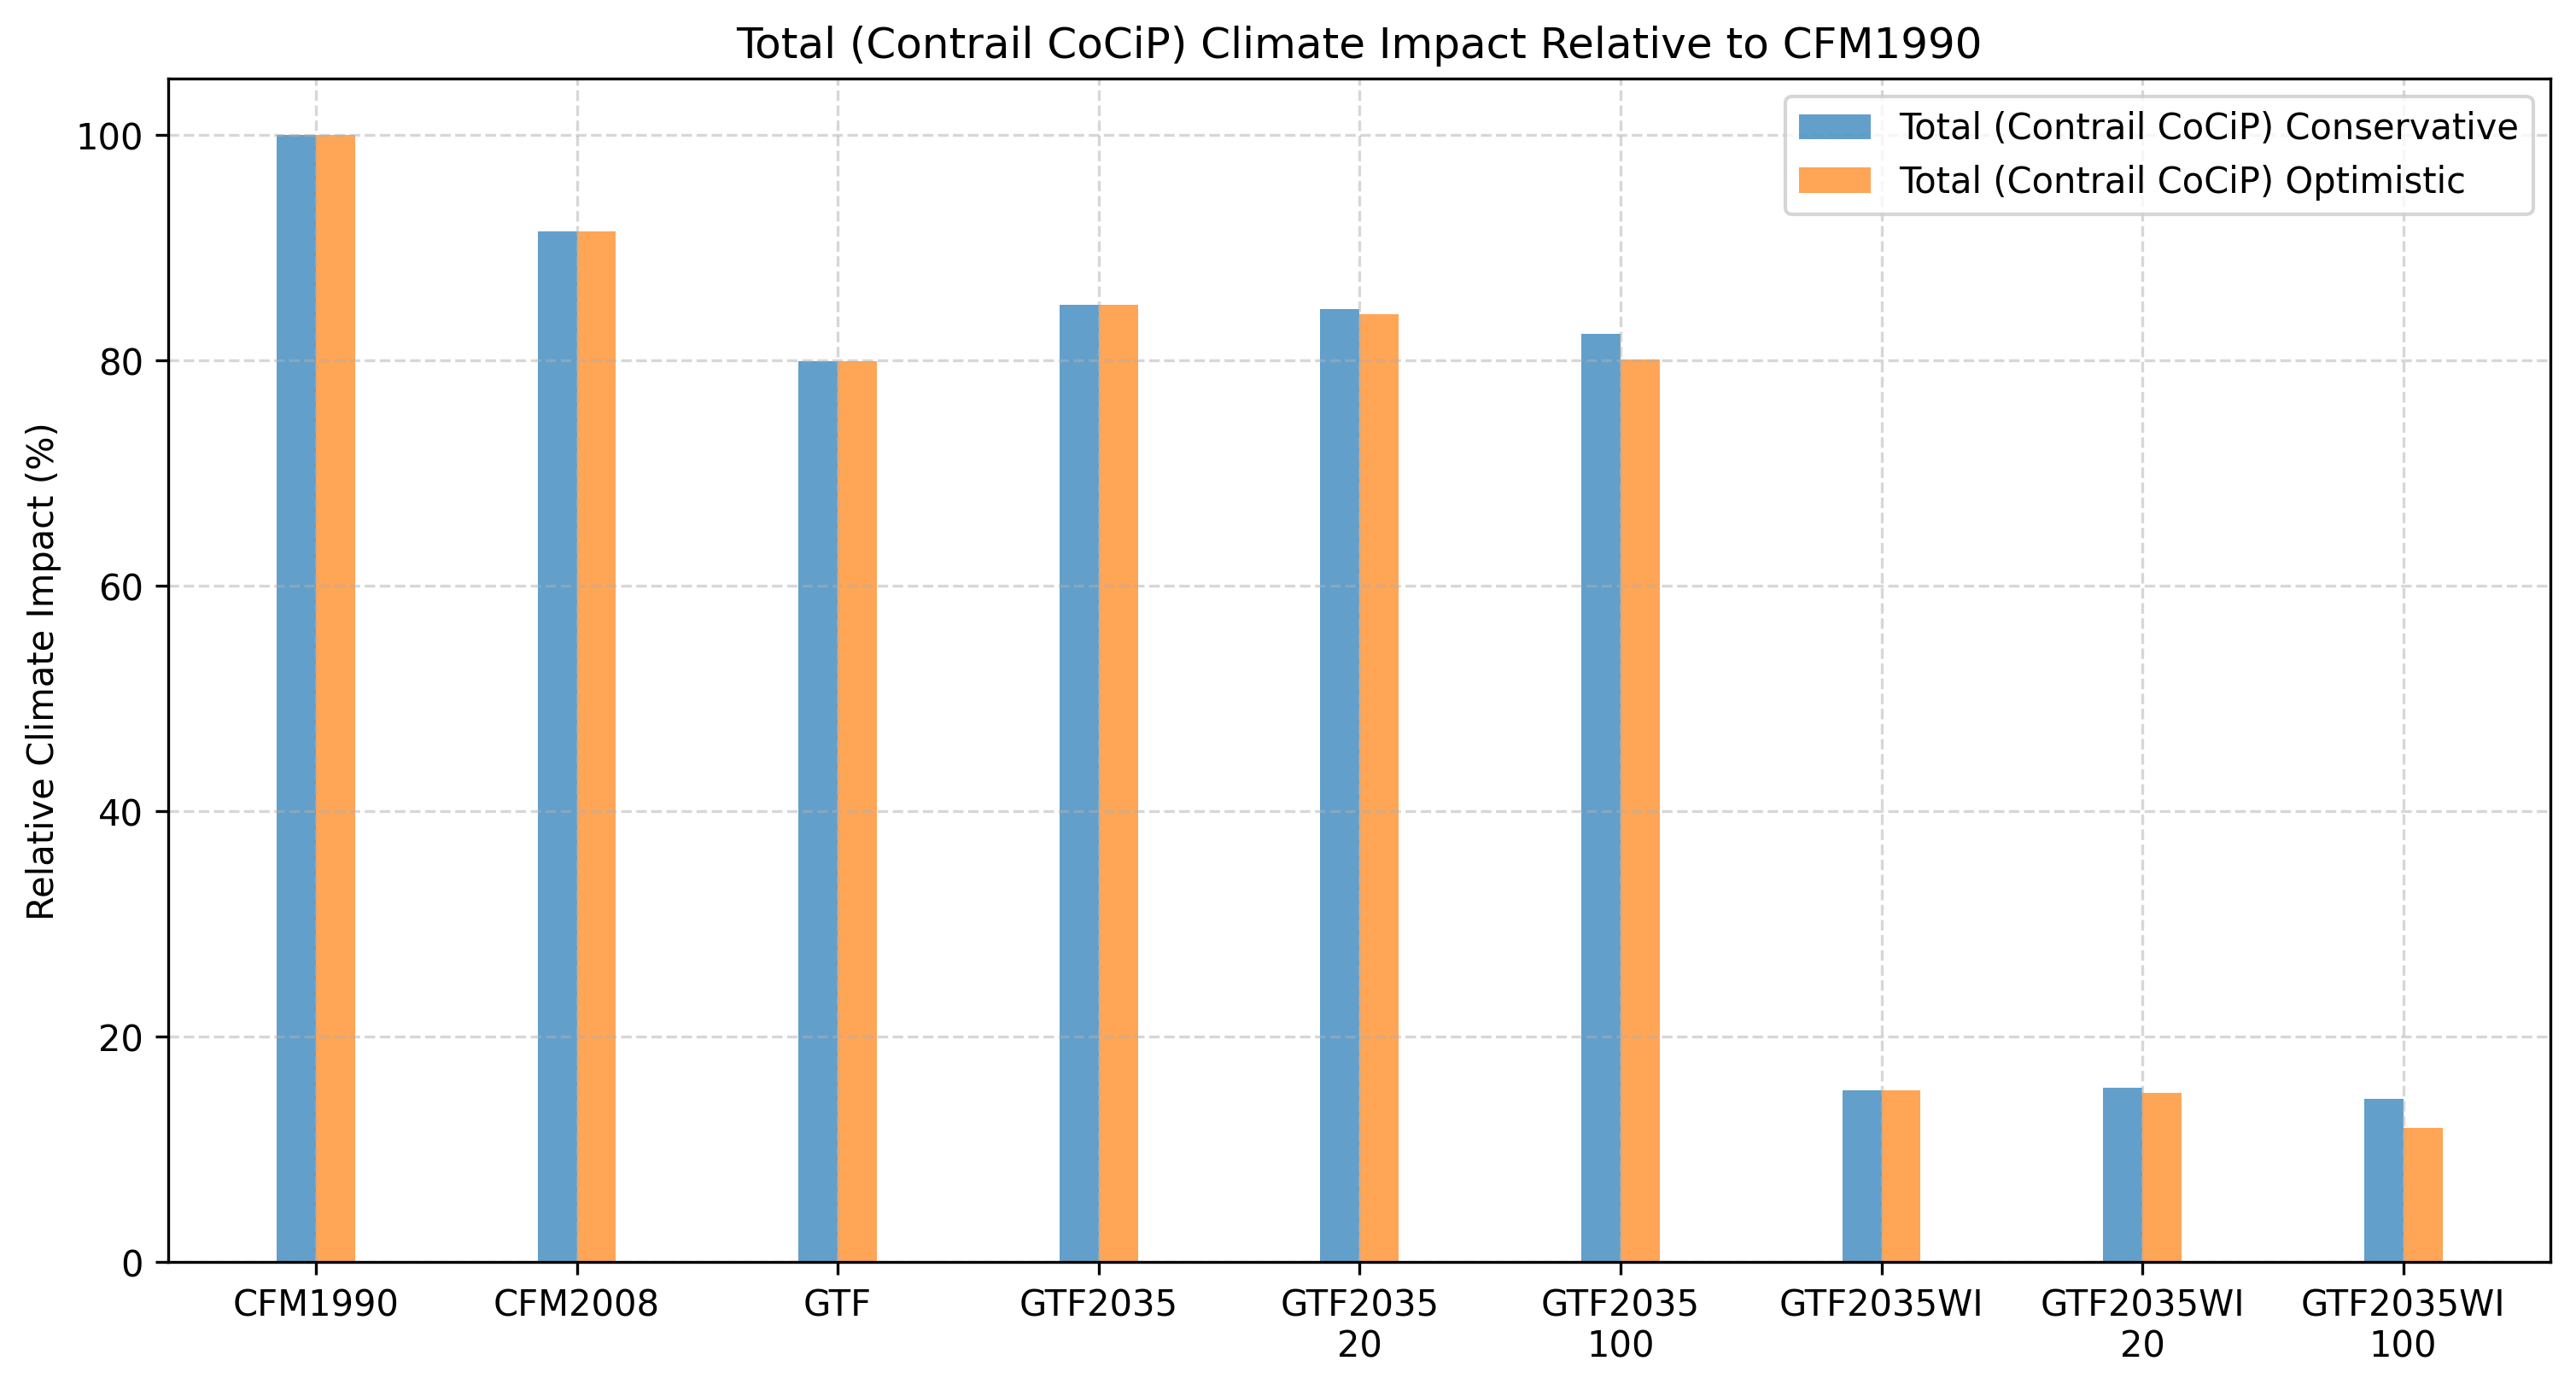 Total (Contrail CoCiP) Climate Impact Relative to CFM1990
Total (Contrail CoCiP) Conservative
Total (Contrail CoCiP) Optimistic
Relative Climate Impact (%)
100
80
60
40
20
0
CFM1990
CFM2008
GTF
GTF2035
GTF2035
20
GTF2035
100
GTF2035WI
GTF2035WI
20
GTF2035WI
100